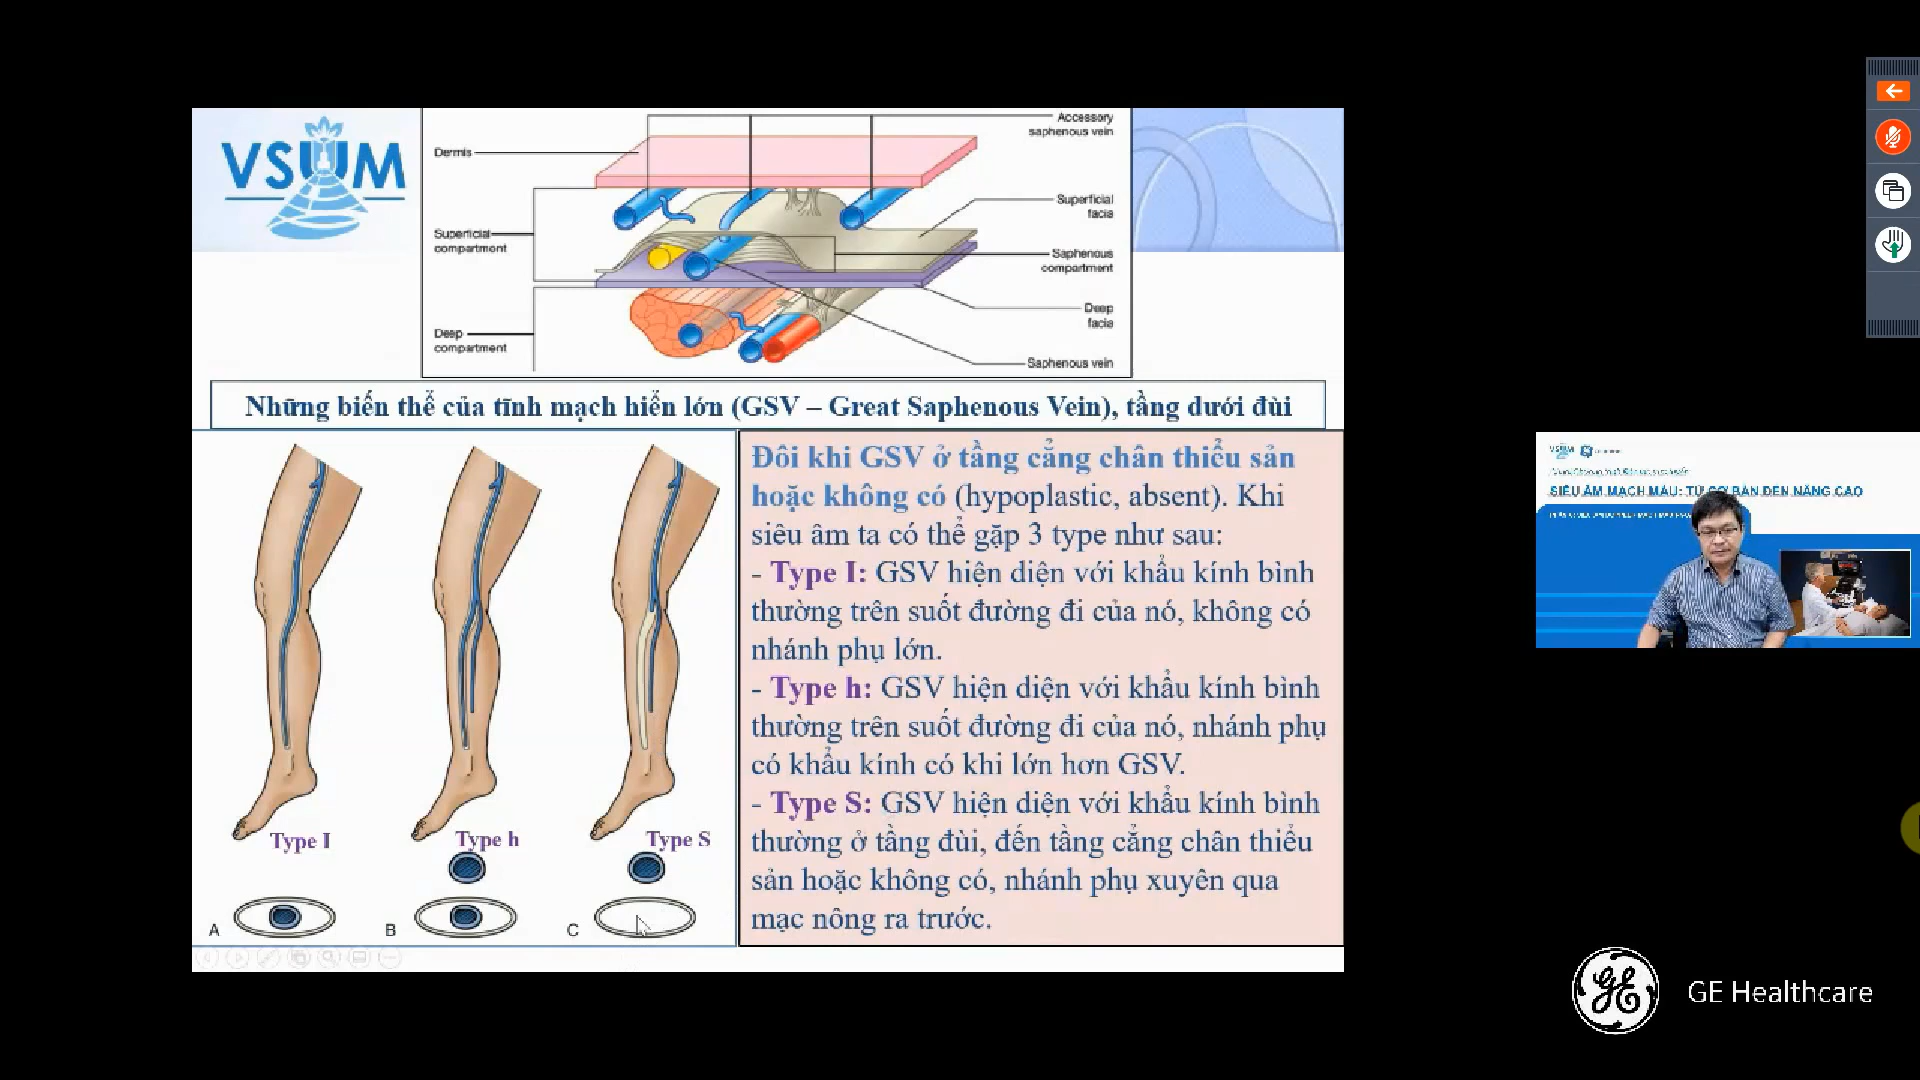 VSUM
Dermis
Superficial
compartment
Deep
compartment
Accessory
saphenous vein
Superficial
facia
Saphenous
compartment
Deep
facia
Saphenous vein
Những biến thể của tĩnh mạch hiển lớn (GSV – Great Saphenous Vein), tầng dưới đùi
Type I
Type h
Type S
A
B
C
Đôi khi GSV ở tầng cẳng chân thiểu sản
hoặc không có (hypoplastic, absent). Khi
siêu âm ta có thể gặp 3 type như sau:
- Type I: GSV hiện diện với khẩu kính bình
thường trên suốt đường đi của nó, không có
nhánh phụ lớn.
- Type h: GSV hiện diện với khẩu kính bình
thường trên suốt đường đi của nó, nhánh phụ
có khẩu kính có khi lớn hơn GSV.
- Type S: GSV hiện diện với khẩu kính bình
thường ở tầng đùi, đến tầng cẳng chân thiểu
sản hoặc không có, nhánh phụ xuyên qua
mạc nông ra trước.
VSUM
SIÊU ÂM MẠCH MÁU: TỪ CƠ BẢN ĐẾN NÂNG CAO
GE Healthcare